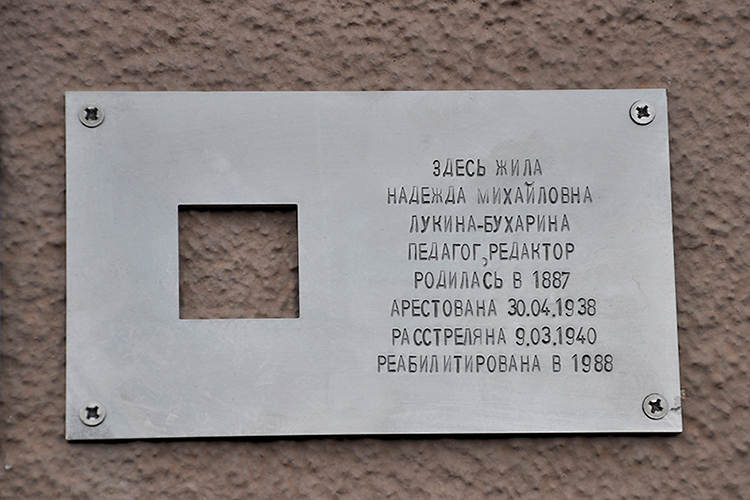 ЗДЕСЬ ЖИЛА
НАДЕЖДА МИХАЙЛОВНА
ЛУКИНА-БУХАРИНА
ПЕДАГОГ, РЕДАКТОР
РОДИЛАСЬ В 1887
АРЕСТОВАНА 30.04.1938
РАССТРЕЛЯНА 9.03.1940
РЕАБИЛИТИРОВАНА В 1988